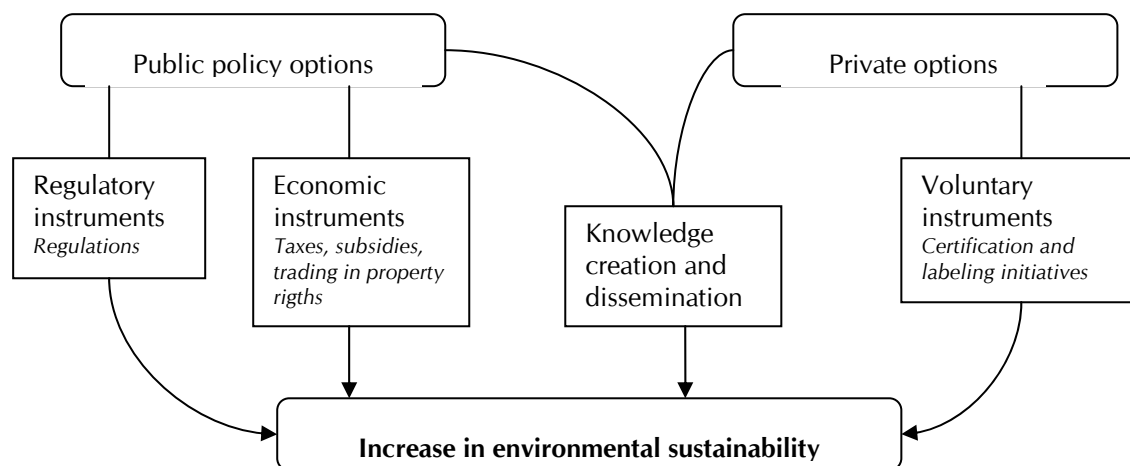 Public policy options
Private options
Regulatory
instruments
Regulations
Economic
instruments
Taxes, subsidies,
trading in property
rigths
Knowledge
creation and
dissemination
Voluntary
instruments
Certification and
labeling initiatives
Increase in environmental sustainability